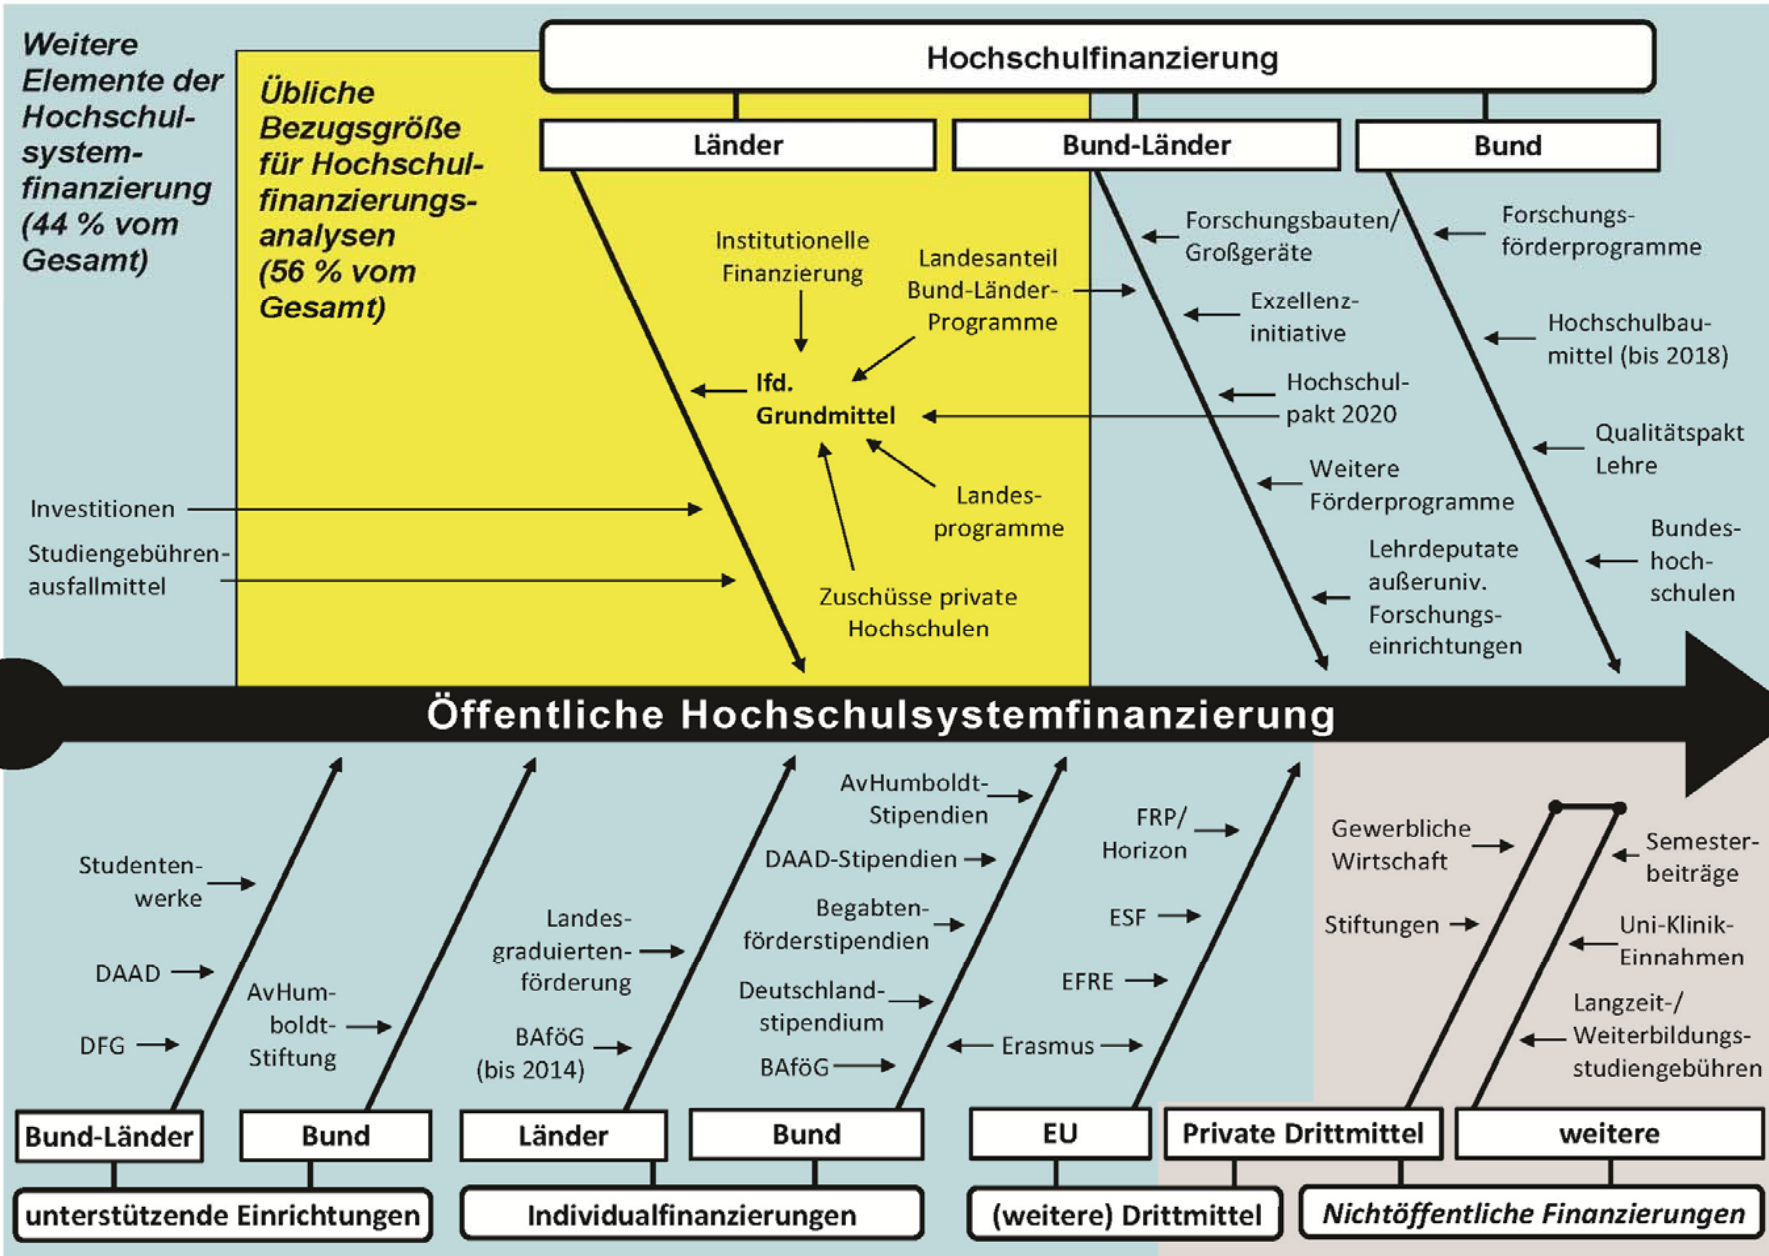 Weitere
Elemente der
Hochschul-
system-
finanzierung
(44 % vom
Gesamt)
Übliche
Bezugsgröße
für Hochschul-
finanzierungs-
analysen
(56 % vom
Gesamt)
Hochschulfinanzierung
Länder
Bund-Länder
Bund
Institutionelle
Finanzierung
Landesanteil
Bund-Länder-
Programme
lfd.
Grundmittel
Landes-
programme
Zuschüsse private
Hochschulen
Investitionen
Studiengebühren-
ausfallmittel
Forschungsbauten/
Großgeräte
Exzellenz-
initiative
Hochschul-
pakt 2020
Weitere
Förderprogramme
Lehrdeputate
außeruniv.
Forschungs-
einrichtungen
Forschungs-
förderprogramme
Hochschulbau-
mittel (bis 2018)
Qualitätspakt
Lehre
Bundes-
hoch-
schulen
Öffentliche Hochschulsystemfinanzierung
Studenten-
werke
DAAD
DFG
AvHum-
boldt-
Stiftung
Landes-
graduierten-
förderung
BAföG
(bis 2014)
AvHumboldt-
Stipendien
DAAD-Stipendien
Begabten-
förderstipendien
Deutschland-
stipendium
BAföG
Erasmus
FRP/
Horizon
ESF
EFRE
Gewerbliche
Wirtschaft
Stiftungen
Semester-
beiträge
Uni-Klinik-
Einnahmen
Langzeit-/
Weiterbildungs-
studiengebühren
Bund-Länder
Bund
Länder
Bund
EU
Private Drittmittel
weitere
unterstützende Einrichtungen
Individualfinanzierungen
(weitere) Drittmittel
Nichtöffentliche Finanzierungen